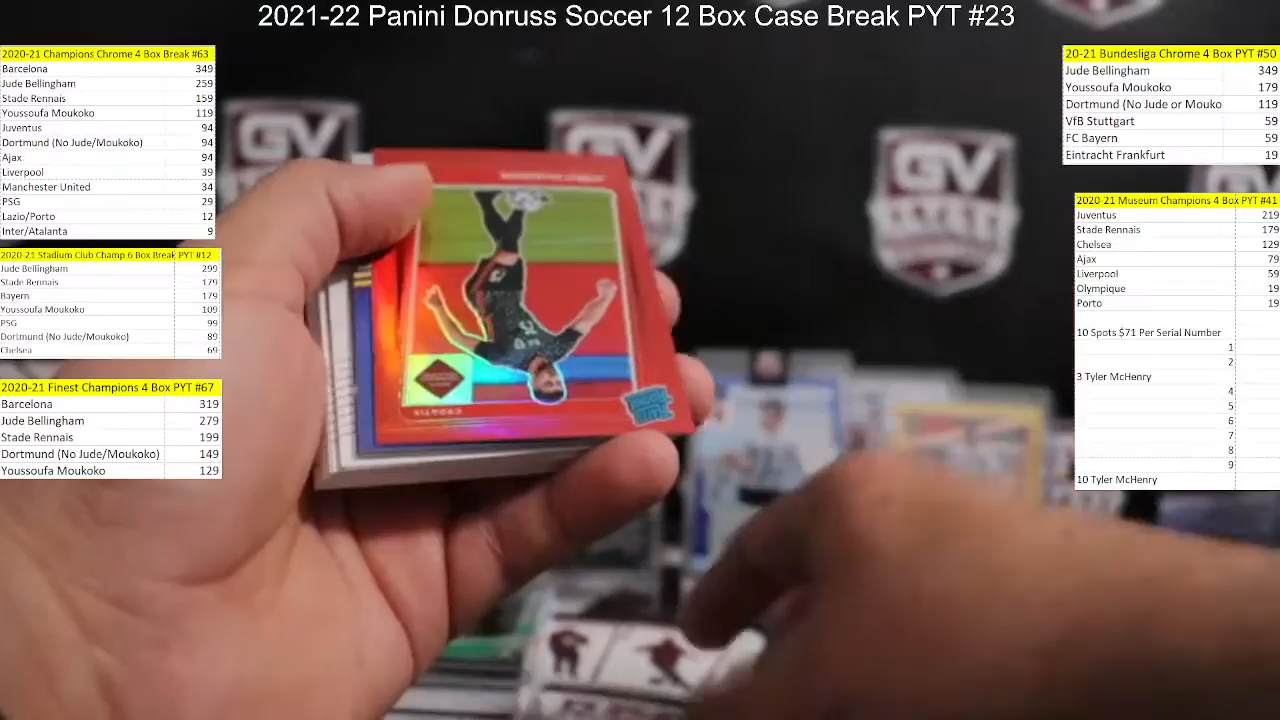 2021-22 Panini Donruss Soccer 12 Box Case Break PYT #23
2020-21 Champions Chrome 4 Box Break #63
Barcelona 349
Jude Bellingham 259
Stade Rennais 159
Youssoufa Moukoko 119
Juventus 94
Dortmund (No Jude/Moukoko) 94
Ajax 94
Liverpool 39
Manchester United 34
PSG 29
Lazio/Porto 12
Inter/Atalanta 9
2020-21 Stadium Club Champ 6 Box Break PYT #12
Jude Bellingham 299
Stade Rennais 179
Bayern 179
Youssoufa Moukoko 109
PSG 99
Dortmund (No Jude/Moukoko) 89
Chelsea 69
2020-21 Finest Champions 4 Box PYT #67
Barcelona 319
Jude Bellingham 279
Stade Rennais 199
Dortmund (No Jude/Moukoko) 149
Youssoufa Moukoko 129
20-21 Bundesliga Chrome 4 Box PYT #50
Jude Bellingham 349
Youssoufa Moukoko 179
Dortmund (No Jude or Mouko 119
VfB Stuttgart 59
FC Bayern 59
Eintracht Frankfurt 19
2020-21 Museum Champions 4 Box PYT #41
Juventus 219
Stade Rennais 179
Chelsea 129
Ajax 79
Liverpool 59
Olympique 19
Porto 19
10 Spots $71 Per Serial Number
1
2
3 Tyler McHenry
4
5
6
7
8
9
10 Tyler McHenry
GV
GV
GV
CROATIA